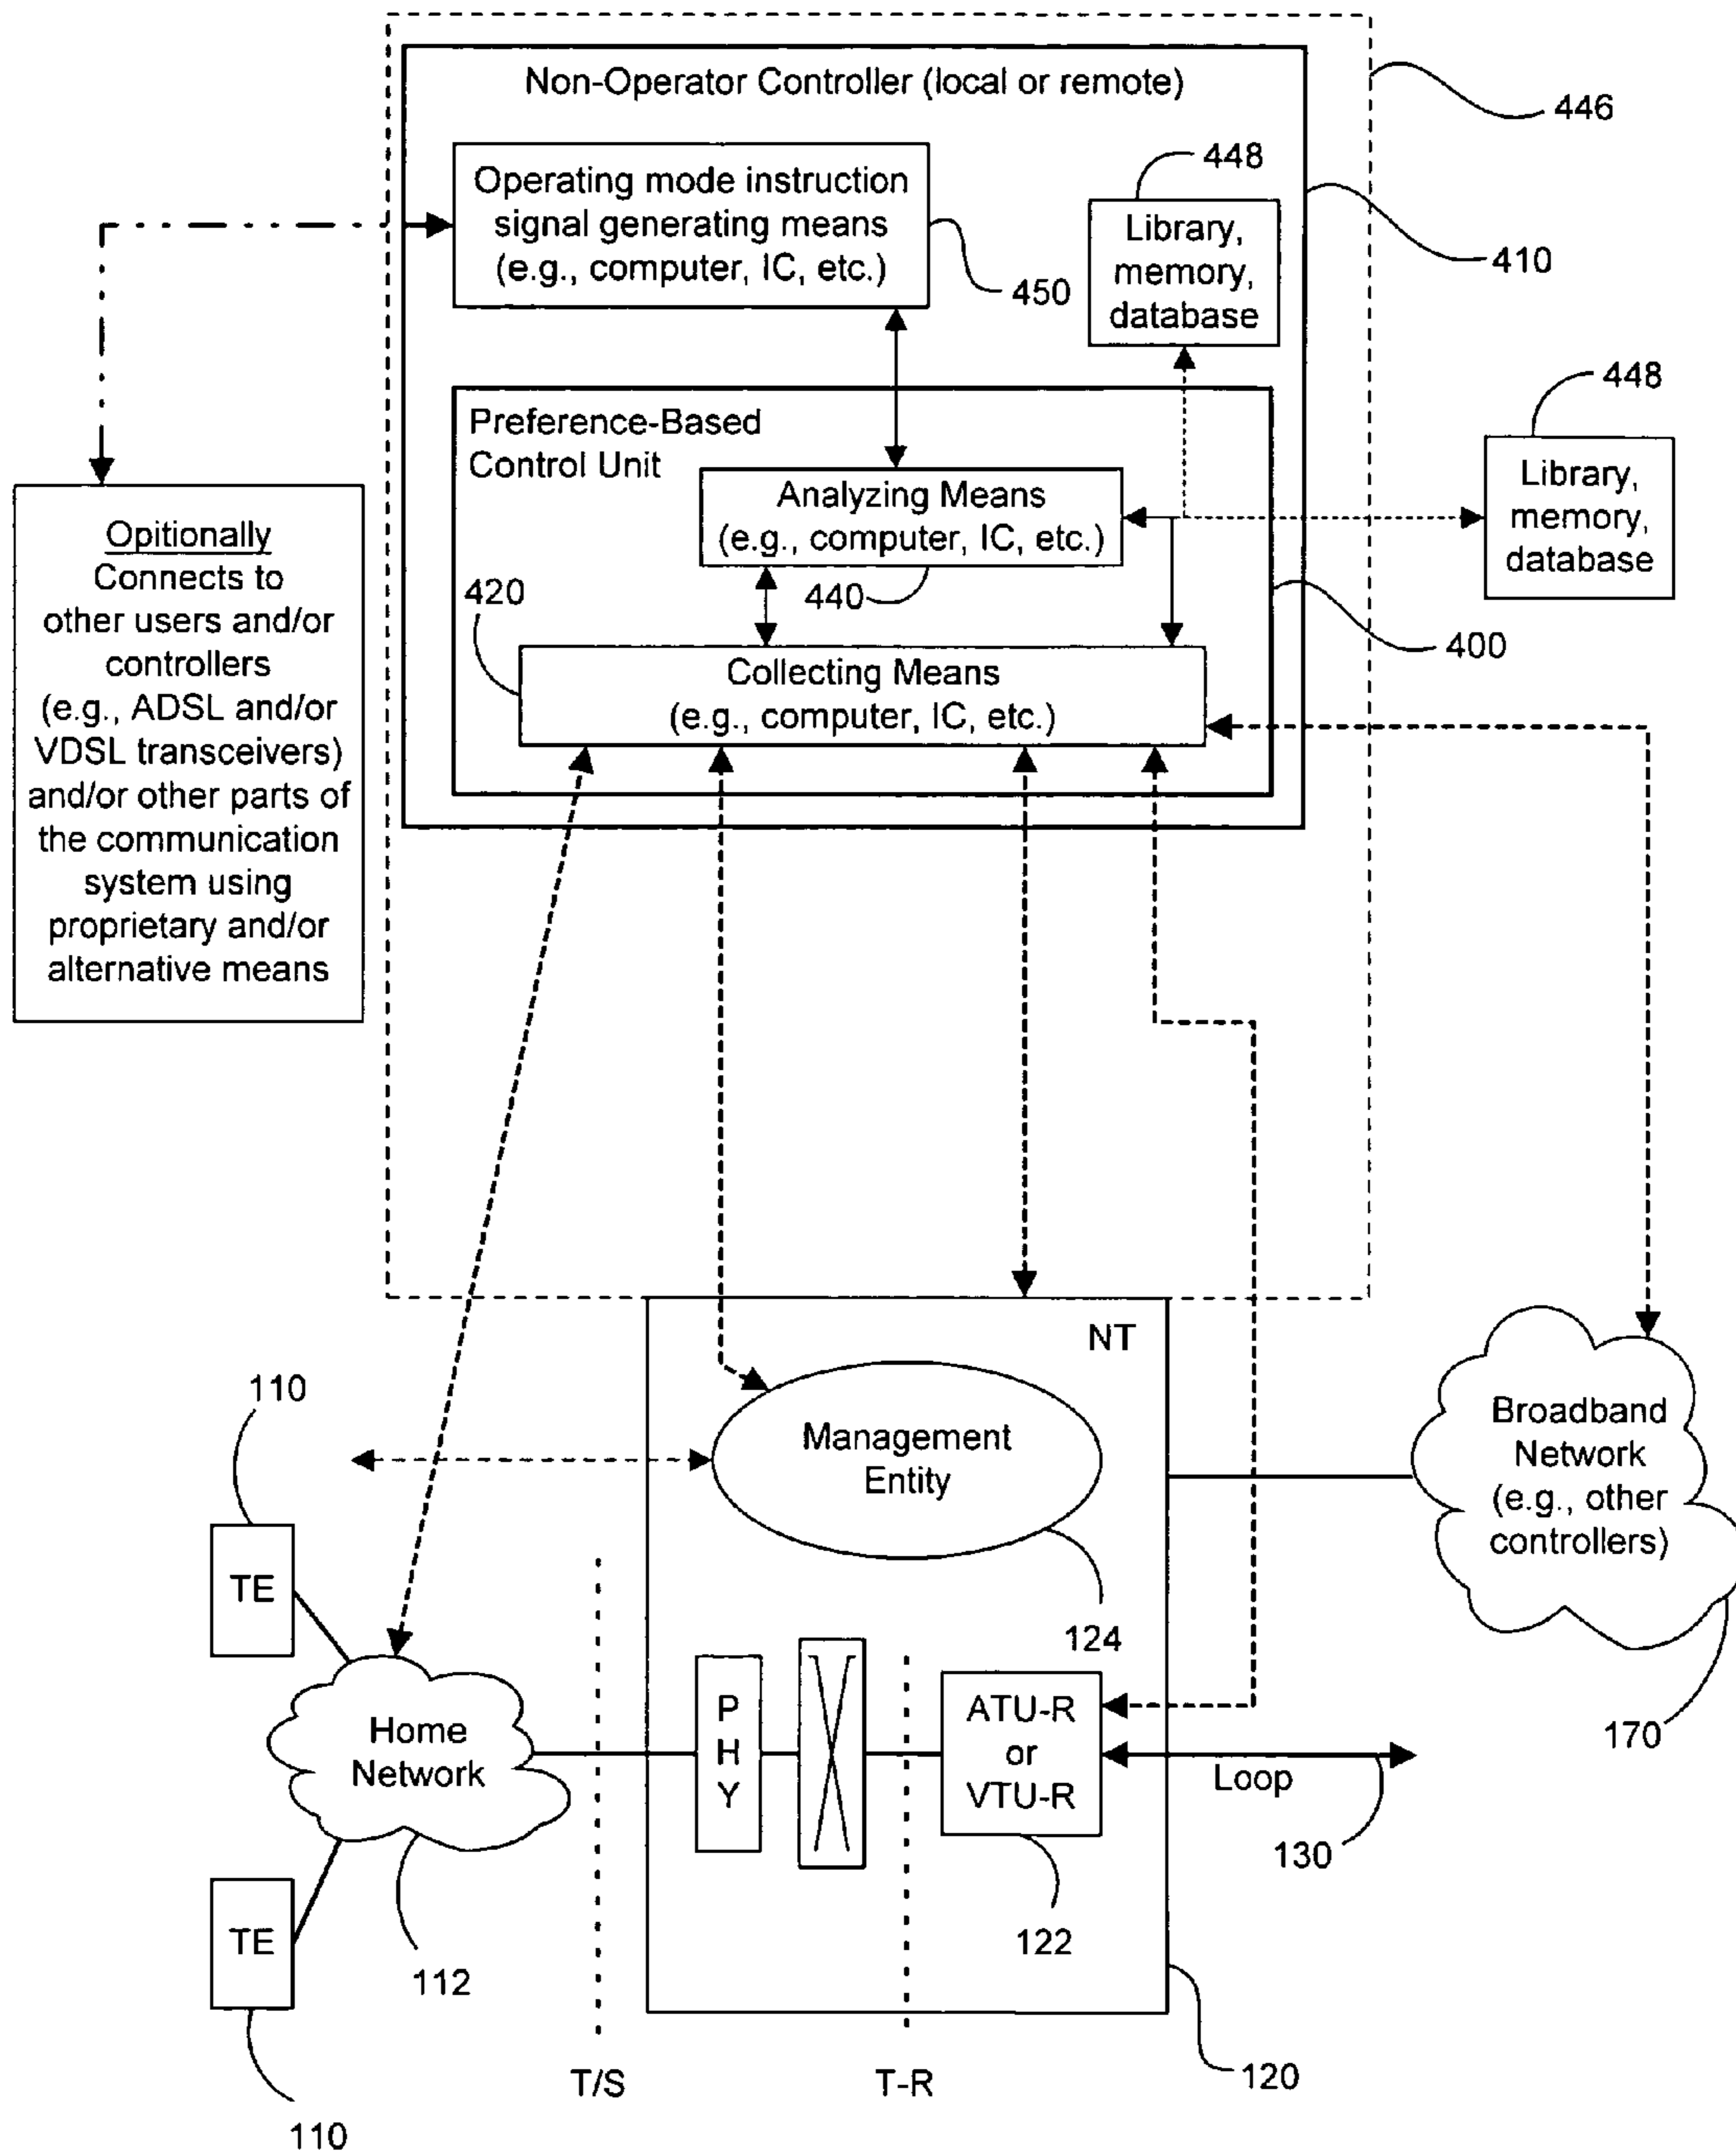 Non-Operator Controller (local or remote)
446
Operating mode instruction
signal generating means
(e.g., computer, IC, etc.)
450
448
Library,
memory,
database
410
448
Library,
memory,
database
Preference-Based
Control Unit
Analyzing Means
(e.g., computer, IC, etc.)
440
420
Collecting Means
(e.g., computer, IC, etc.)
400
Opitionally
Connects to
other users and/or
controllers
(e.g., ADSL and/or
VDSL transceivers)
and/or other parts of
the communication
system using
proprietary and/or
alternative means
NT
Management
Entity
124
Broadband
Network
(e.g., other
controllers)
170
110
TE
Home
Network
112
TE
110
P
H
Y
ATU-R
or
VTU-R
122
Loop
130
120
T/S
T-R